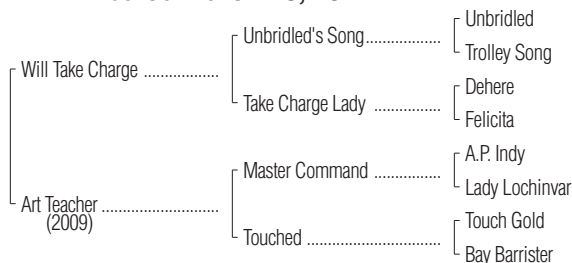 Unbridled
Unbridled's Song..................
Trolley Song
Will Take Charge ..................
Dehere
Take Charge Lady ................
Felicita
A.P. Indy
Master Command ................
Lady Lochinvar
Art Teacher ............................
(2009)
Touch Gold
Touched ................................
Bay Barrister